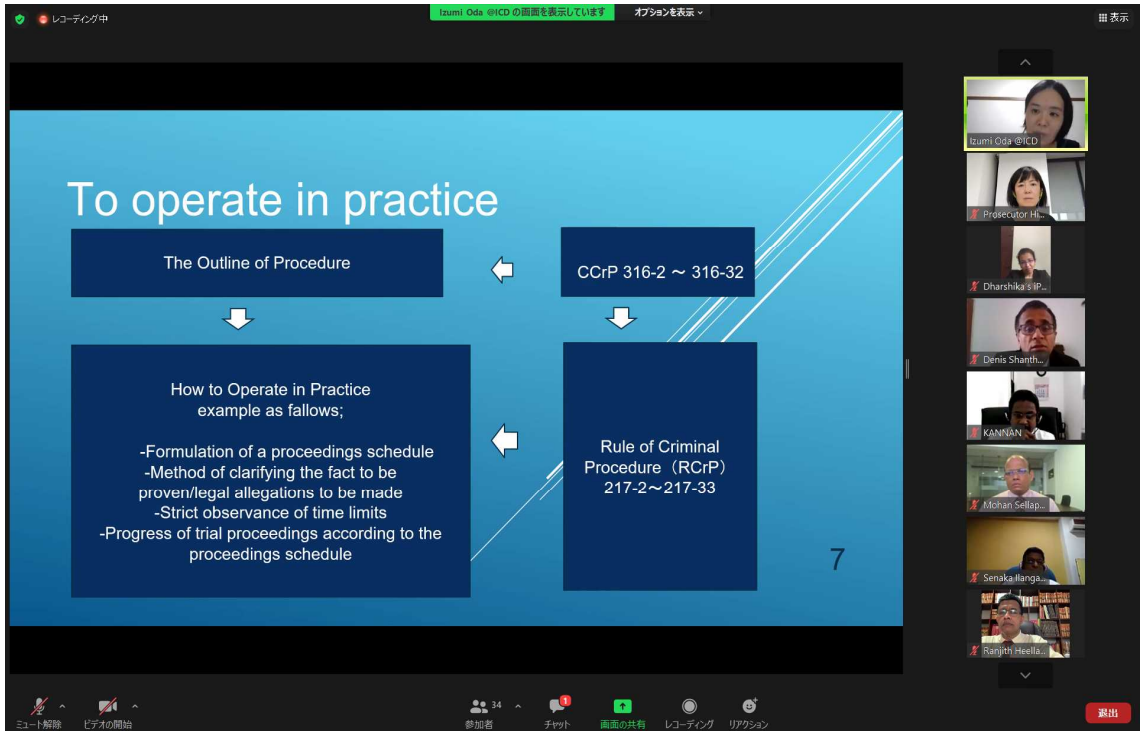 レコーディング中
Izumi Oda @ICD の画面を表示しています
オプションを表示
表示
To operate in practice
The Outline of Procedure
CCrP 316-2 ～ 316-32
How to Operate in Practice
example as fallows;
-Formulation of a proceedings schedule
-Method of clarifying the fact to be
proven/legal allegations to be made
-Strict observance of time limits
-Progress of trial proceedings according to the
proceedings schedule
Rule of Criminal
Procedure（RCrP）
217-2～217-33
7
Izumi Oda @ICD
Prosecutor Hi...
Dharshika's iP...
Denis Shanth...
KANNAN
Mohan Sellap...
Senaka Ilanga...
Ranjith Heella...
ミュート解除
ビデオの開始
34
参加者
1
チャット
画面の共有
レコーディング
リアクション
退出